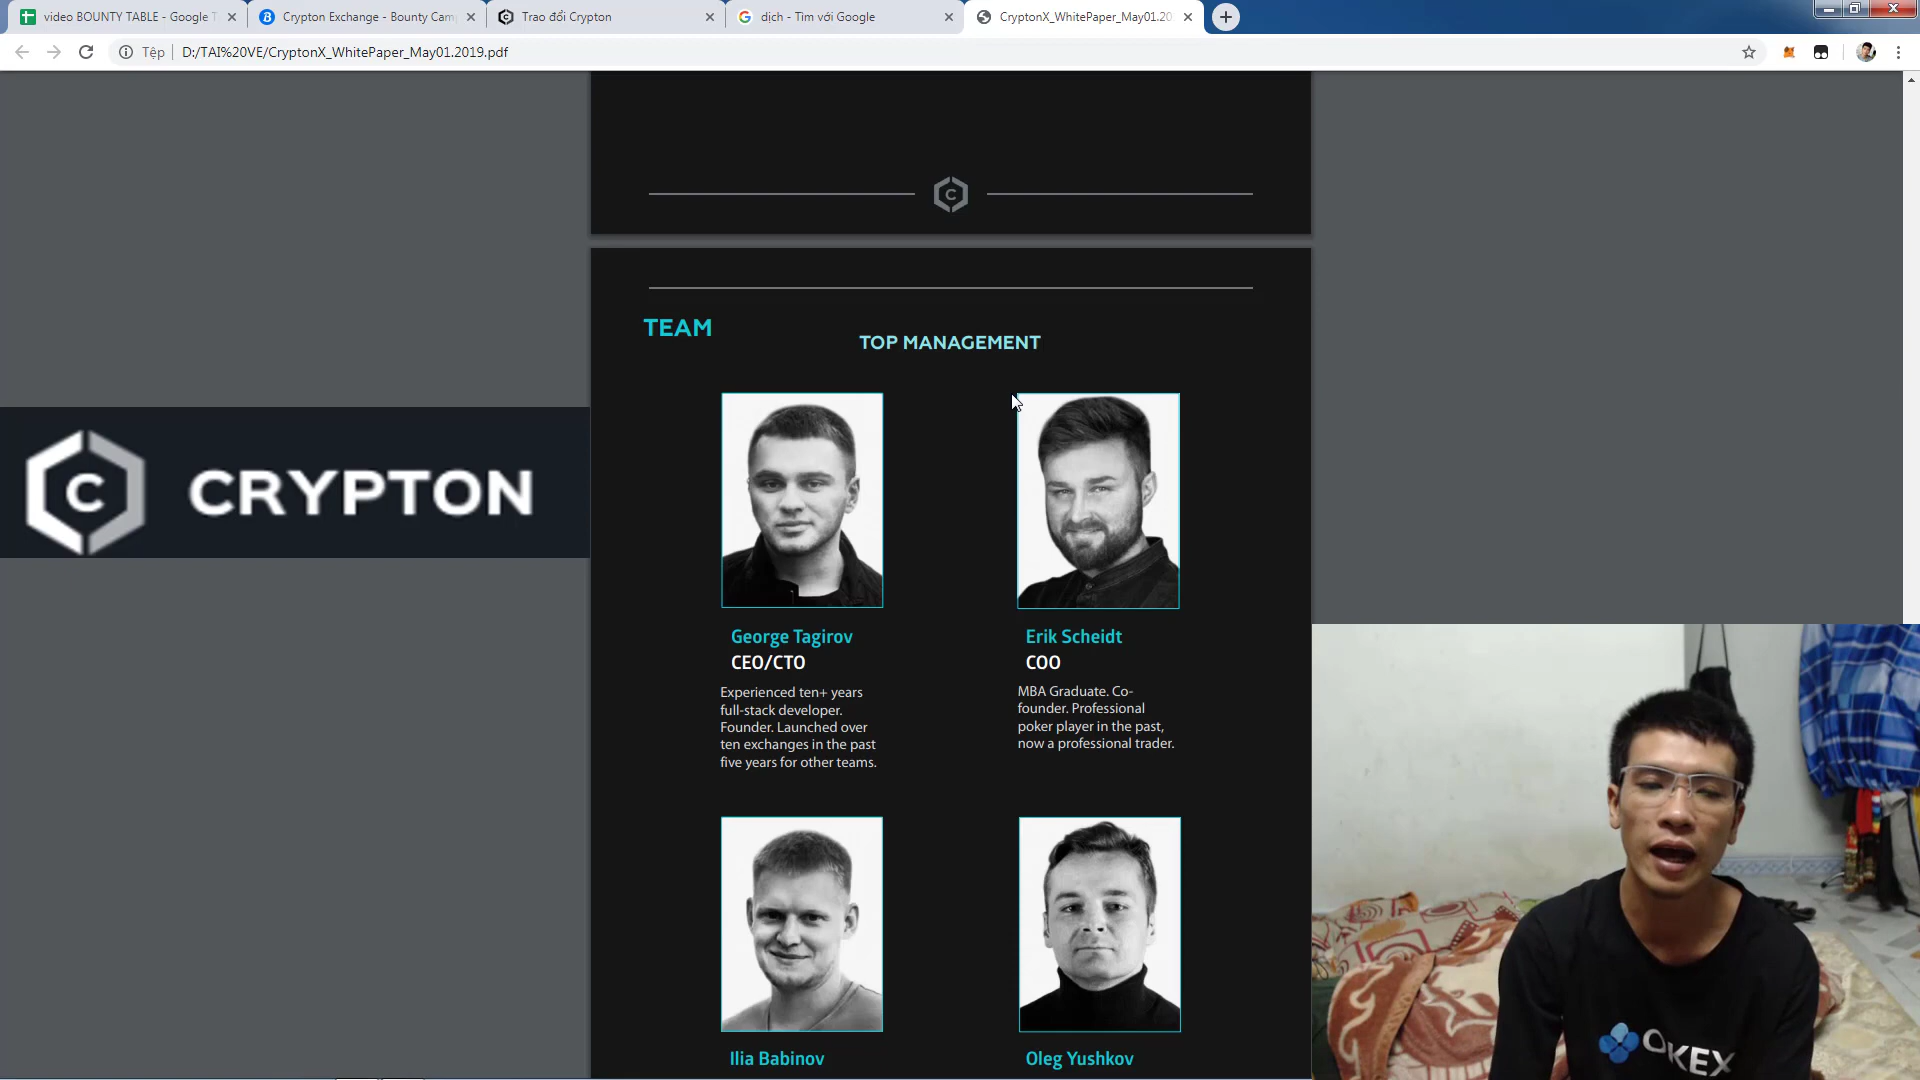 video BOUNTY TABLE - Google T
Crypton Exchange - Bounty Cam
Trao đổi Crypton
dịch - Tìm với Google
CryptonX_WhitePaper_May01.20
Tệp
D:/TAI%20VE/CryptonX_WhitePaper_May01.2019.pdf
C
TEAM
TOP MANAGEMENT
C CRYPTON
George Tagirov
CEO/CTO
Experienced ten+ years
full-stack developer.
Founder. Launched over
ten exchanges in the past
five years for other teams.
Erik Scheidt
COO
MBA Graduate. Co-
founder. Professional
poker player in the past,
now a professional trader.
Ilia Babinov
Oleg Yushkov
OKEX